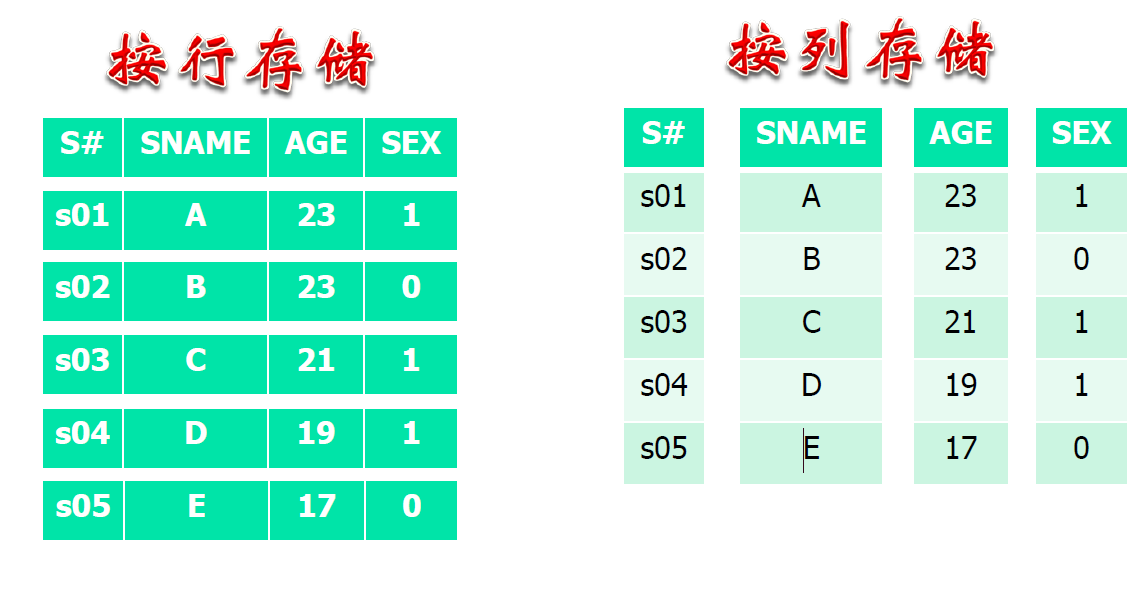 按行存储
S# SNAME AGE SEX
s01 A 23 1
s02 B 23 0
s03 C 21 1
s04 D 19 1
s05 E 17 0
按列存储
S# SNAME AGE SEX
s01 A 23 1
s02 B 23 0
s03 C 21 1
s04 D 19 1
s05 E 17 0